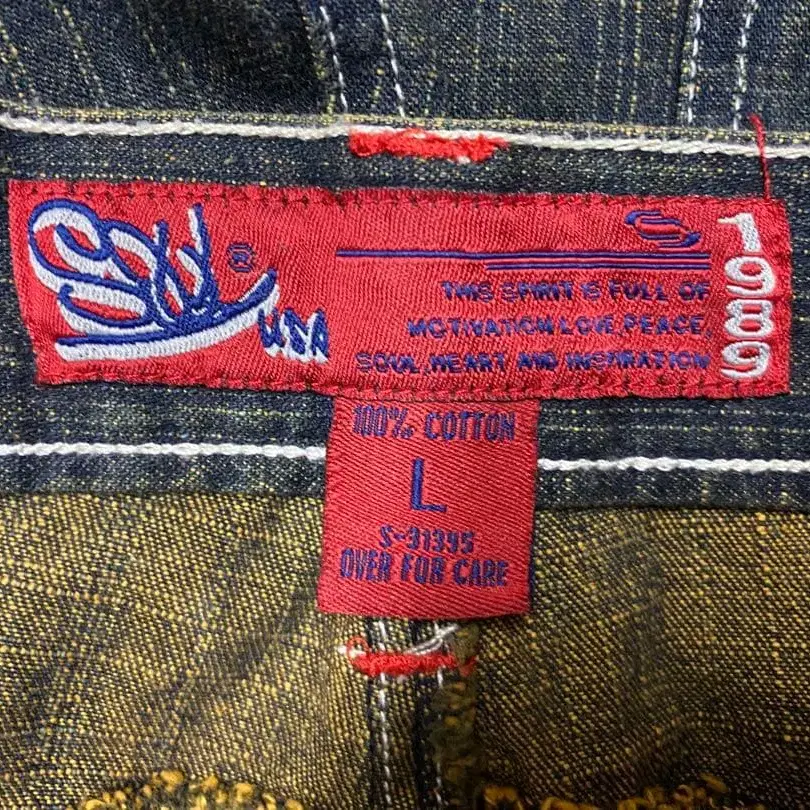 ®
USA
1989
THIS SPIRIT IS FULL OF
MOTIVATION LOVE, PEACE,
SOUL, HEART AND INSPIRATION
100% COTTON
L
S-31395
OVER FOR CARE